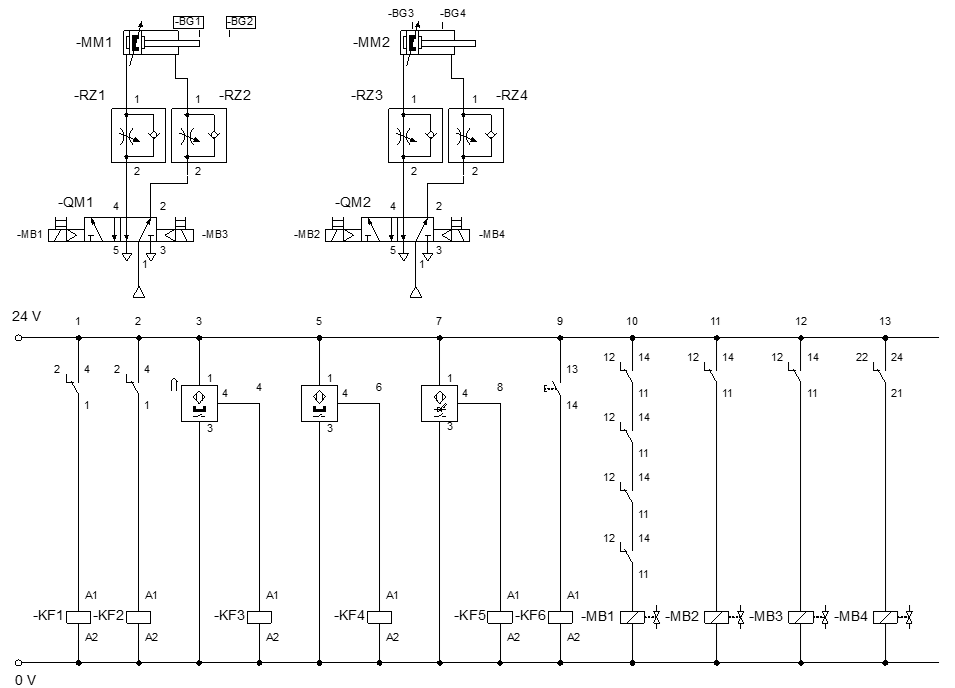 -BG1 -BG2 -BG3 -BG4
-MM1 -MM2
-RZ1 1 1 -RZ2 -RZ3 1 1 -RZ4
2 2 2 2
-QM1 4 2 -QM2 4 2
-MB1 -MB3 -MB2 -MB4
5 3 5 3
1 1
24 V 1 2 3 5 7 9 10 11 12 13
2 4 2 4 13 12 14 12 14 12 14 22 24
1 4 4 1 4 6 1 4 8
1 1 14 11 11 11 21
3 3 3 12 14
11
12 14
11
12 14
11
A1 A1 A1 A1 A1 A1
-KF1 -KF2 -KF3 -KF4 -KF5 -KF6 -MB1 -MB2 -MB3 -MB4
A2 A2 A2 A2 A2 A2
0 V